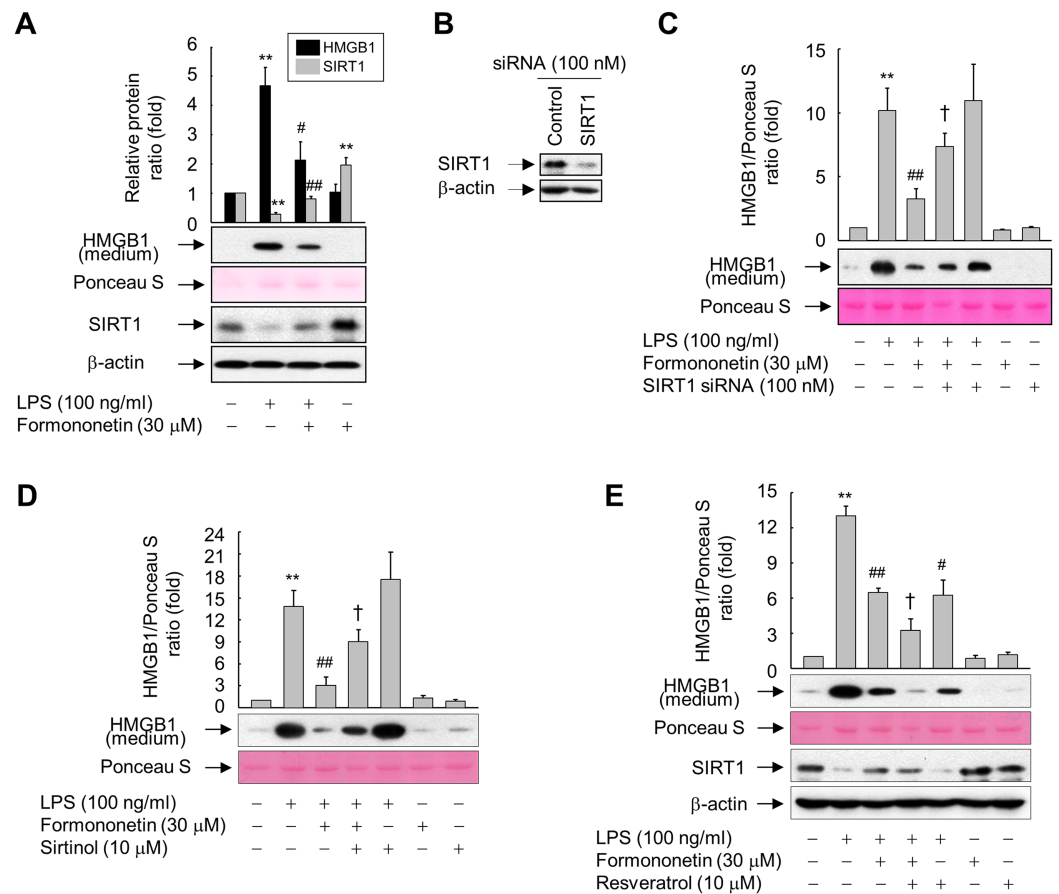 A
Relative protein
ratio (fold)
6
5
4
3
2
1
0
HMGB1
SIRT1
**
**
#
##
**
HMGB1
(medium)
Ponceau S
SIRT1
β-actin
LPS (100 ng/ml) – + + –
Formononetin (30 μM) – – + +
B
siRNA (100 nM)
Control
SIRT1
SIRT1
β-actin
C
HMGB1/Ponceau S
ratio (fold)
15
10
5
0
**
##
†
HMGB1
(medium)
Ponceau S
LPS (100 ng/ml) – + + + + – –
Formononetin (30 μM) – – + + – + –
SIRT1 siRNA (100 nM) – – – + + – +
D
HMGB1/Ponceau S
ratio (fold)
24
21
18
15
12
9
6
3
0
**
##
†
HMGB1
(medium)
Ponceau S
LPS (100 ng/ml) – + + + + – –
Formononetin (30 μM) – – + + – + –
Sirtinol (10 μM) – – – + + – +
E
HMGB1/Ponceau S
ratio (fold)
15
12
9
6
3
0
**
##
†
#
HMGB1
(medium)
Ponceau S
SIRT1
β-actin
LPS (100 ng/ml) – + + + + – –
Formononetin (30 μM) – – + + – + –
Resveratrol (10 μM) – – – + + – +